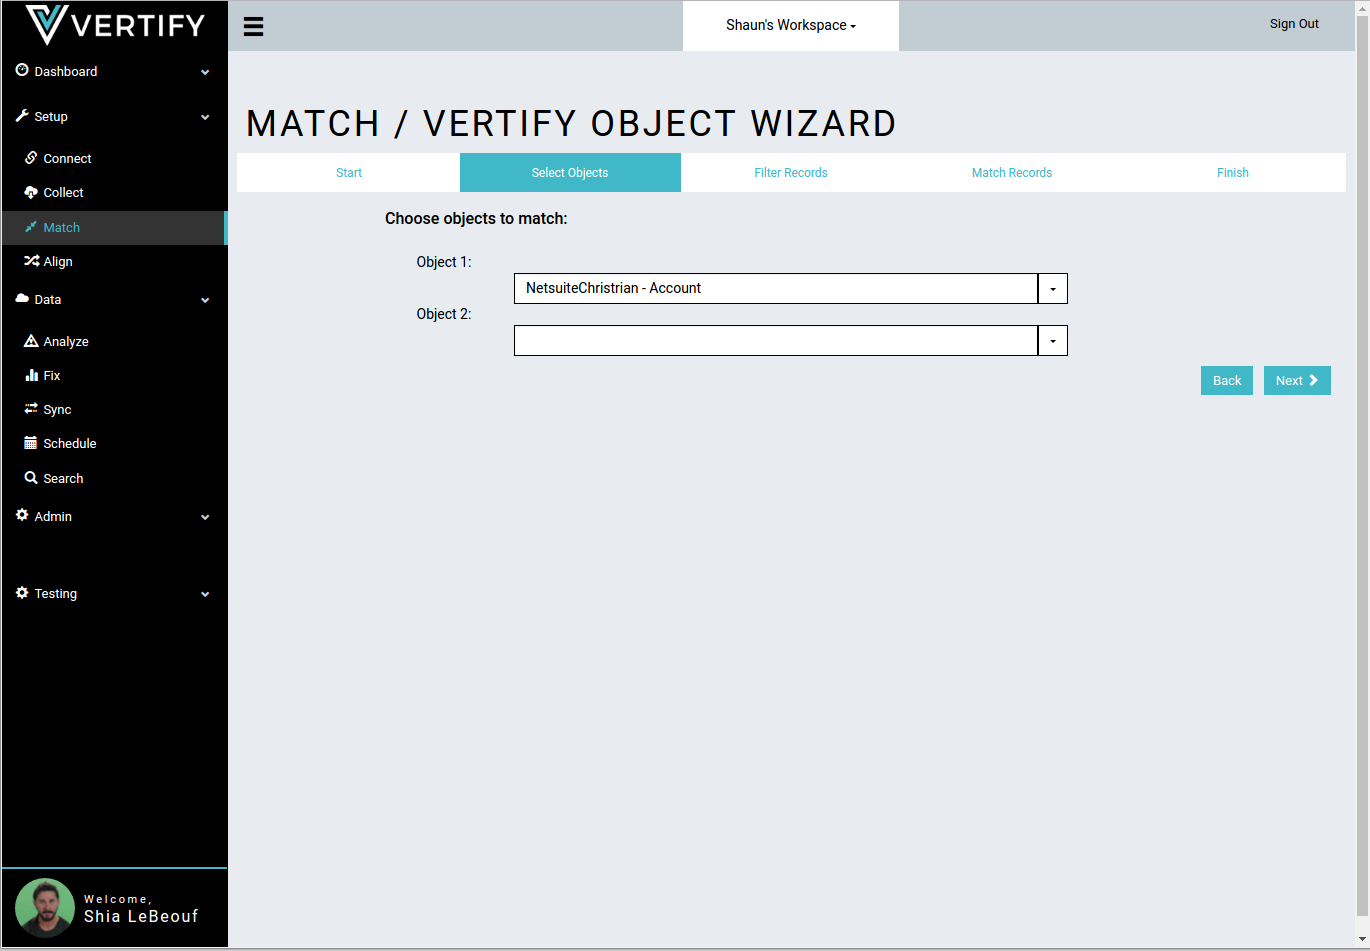 VERTIFY
Shaun's Workspace
Sign Out
Dashboard
Setup
Connect
Collect
Match
Align
Data
Analyze
Fix
Sync
Schedule
Search
Admin
Testing
Welcome,
Shia LeBeouf
MATCH / VERTIFY OBJECT WIZARD
Start Select Objects Filter Records Match Records Finish
Choose objects to match:
Object 1:
NetsuiteChristrian - Account
Object 2:
Back Next